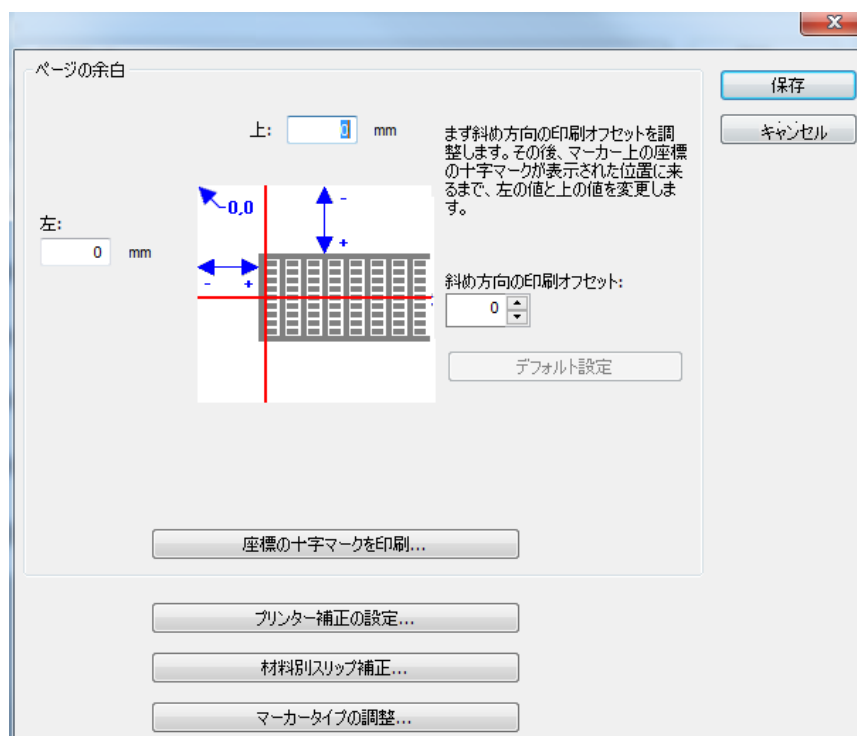 ページの余白
保存
キャンセル
上: 0 mm
まず斜め方向の印刷オフセットを調
整します。その後、マーカー上の座標
の十字マークが表示された位置に来
るまで、左の値と上の値を変更しま
す。
0,0
-
+
左:
0 mm
- +
斜め方向の印刷オフセット:
0
デフォルト設定
座標の十字マークを印刷...
プリンター補正の設定...
材料別スリップ補正...
マーカータイプの調整...